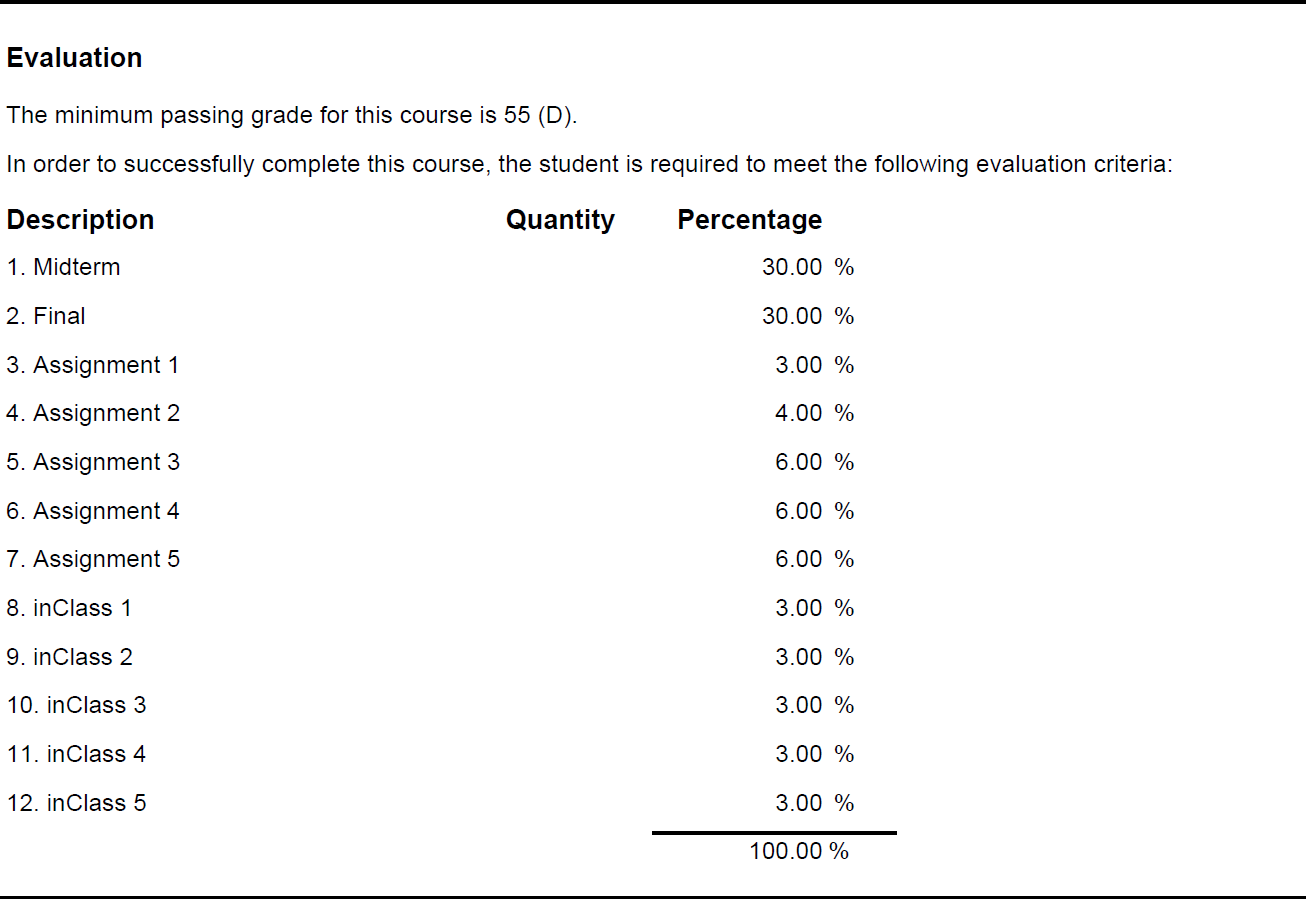 Evaluation
The minimum passing grade for this course is 55 (D).
In order to successfully complete this course, the student is required to meet the following evaluation criteria:
Description Quantity Percentage
1. Midterm 30.00 %
2. Final 30.00 %
3. Assignment 1 3.00 %
4. Assignment 2 4.00 %
5. Assignment 3 6.00 %
6. Assignment 4 6.00 %
7. Assignment 5 6.00 %
8. inClass 1 3.00 %
9. inClass 2 3.00 %
10. inClass 3 3.00 %
11. inClass 4 3.00 %
12. inClass 5 3.00 %
100.00 %